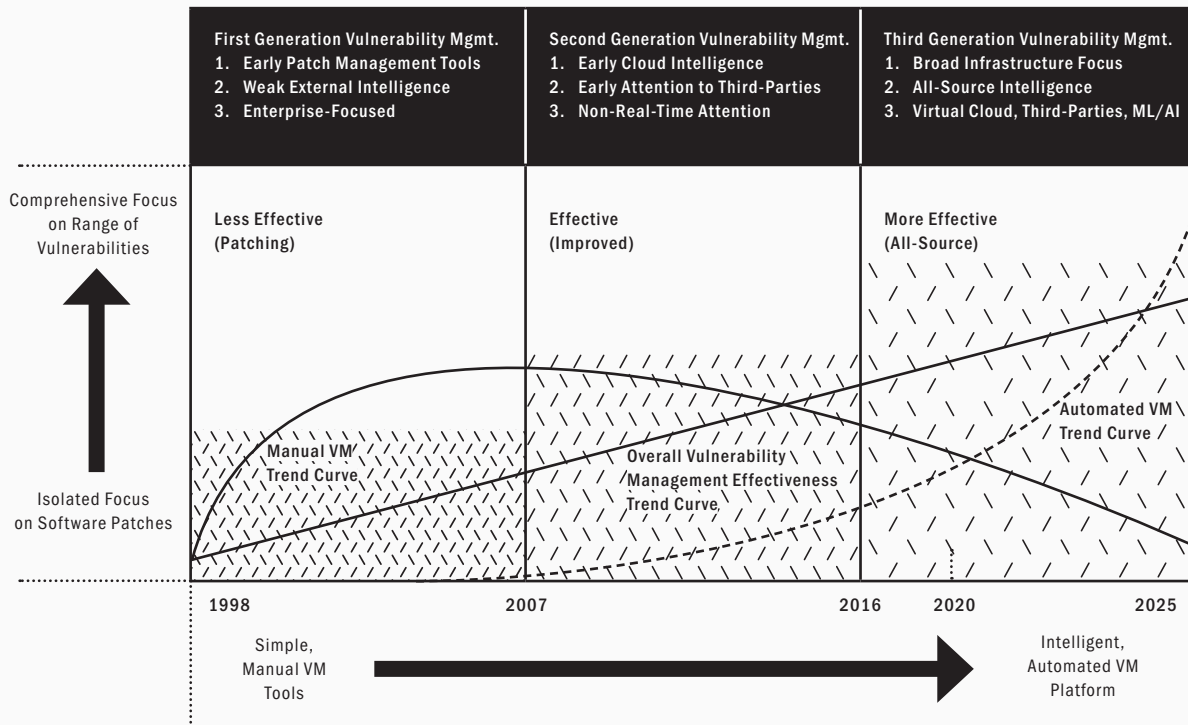 First Generation Vulnerability Mgmt.
1. Early Patch Management Tools
2. Weak External Intelligence
3. Enterprise-Focused
Second Generation Vulnerability Mgmt.
1. Early Cloud Intelligence
2. Early Attention to Third-Parties
3. Non-Real-Time Attention
Third Generation Vulnerability Mgmt.
1. Broad Infrastructure Focus
2. All-Source Intelligence
3. Virtual Cloud, Third-Parties, ML/AI
Comprehensive Focus
on Range of
Vulnerabilities
Isolated Focus
on Software Patches
Less Effective
(Patching)
Effective
(Improved)
More Effective
(All-Source)
Manual VM
Trend Curve
Overall Vulnerability
Management Effectiveness
Trend Curve
Automated VM
Trend Curve
1998
2007
2016
2020
2025
Simple,
Manual VM
Tools
Intelligent,
Automated VM
Platform